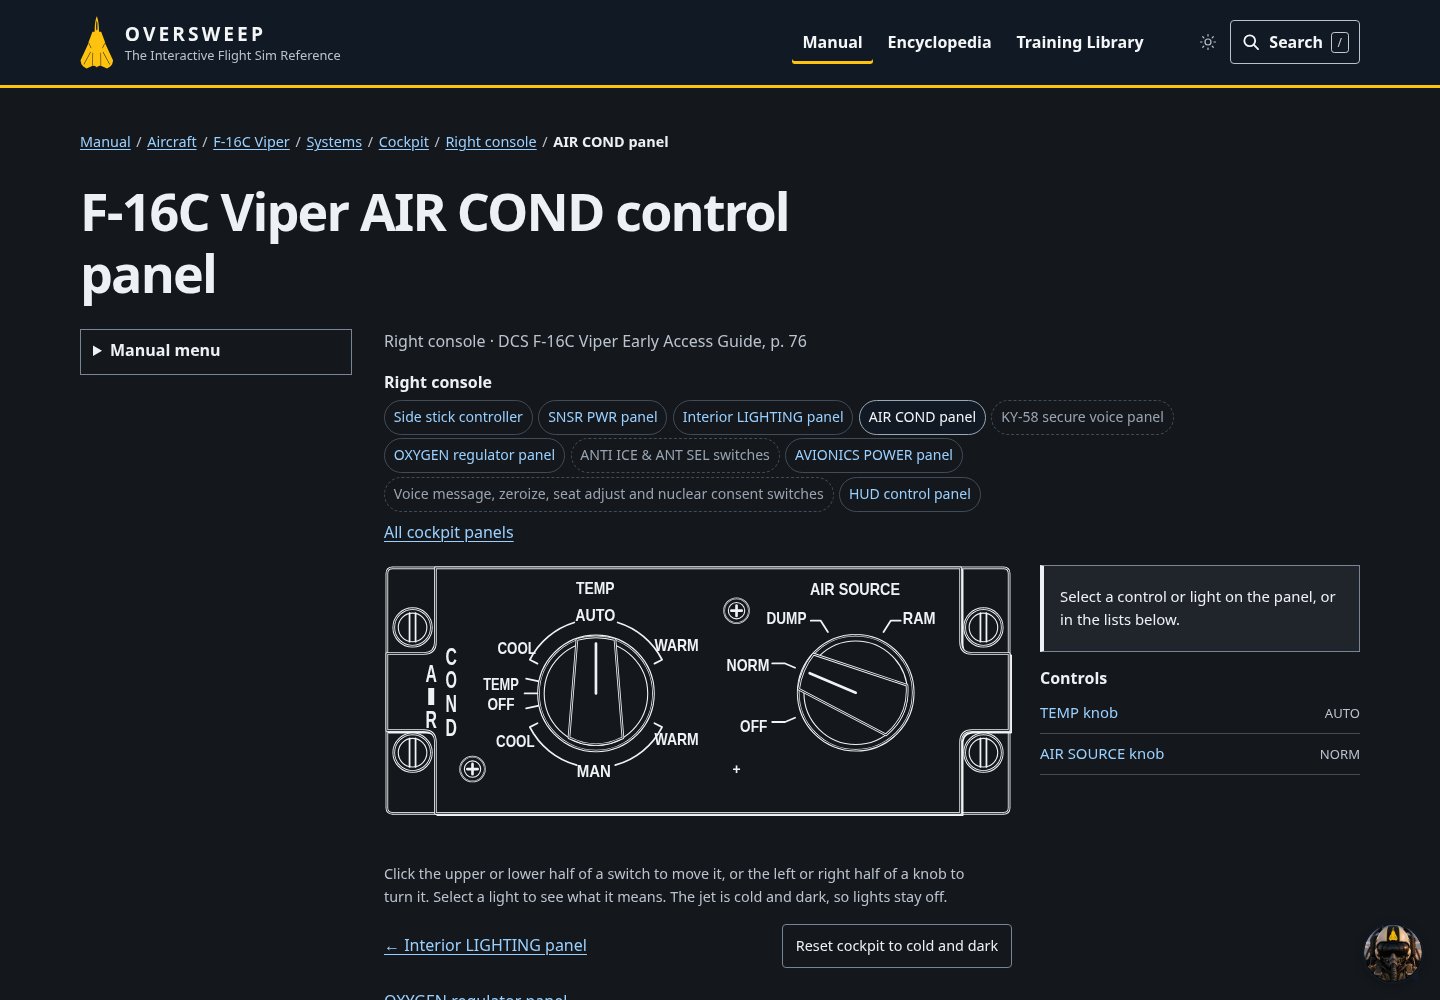 OVERSWEEP
The Interactive Flight Sim Reference
Manual
Encyclopedia
Training Library
Search /
Manual / Aircraft / F-16C Viper / Systems / Cockpit / Right console / AIR COND panel
F-16C Viper AIR COND control
panel
Manual menu
Right console · DCS F-16C Viper Early Access Guide, p. 76
Right console
Side stick controller
SNSR PWR panel
Interior LIGHTING panel
AIR COND panel
KY-58 secure voice panel
OXYGEN regulator panel
ANTI ICE & ANT SEL switches
AVIONICS POWER panel
Voice message, zeroize, seat adjust and nuclear consent switches
HUD control panel
All cockpit panels
AIR
COND
TEMP
AUTO
COOL
WARM
TEMP
OFF
COOL
WARM
MAN
AIR SOURCE
DUMP
RAM
NORM
OFF
+
Select a control or light on the panel, or
in the lists below.
Controls
TEMP knob AUTO
AIR SOURCE knob NORM
Click the upper or lower half of a switch to move it, or the left or right half of a knob to
turn it. Select a light to see what it means. The jet is cold and dark, so lights stay off.
← Interior LIGHTING panel
Reset cockpit to cold and dark
OXYGEN regulator panel